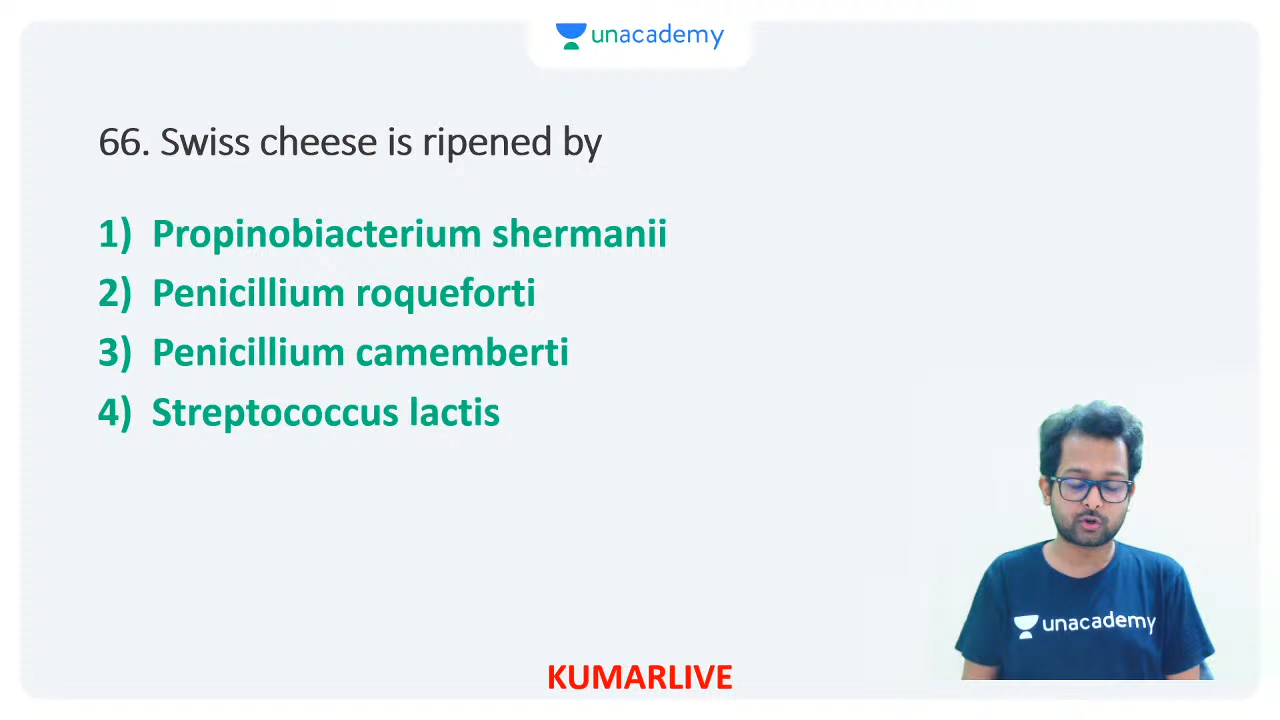 unacademy
66. Swiss cheese is ripened by
1) Propinobiacterium shermanii
2) Penicillium roqueforti
3) Penicillium camemberti
4) Streptococcus lactis
unacademy
KUMARLIVE